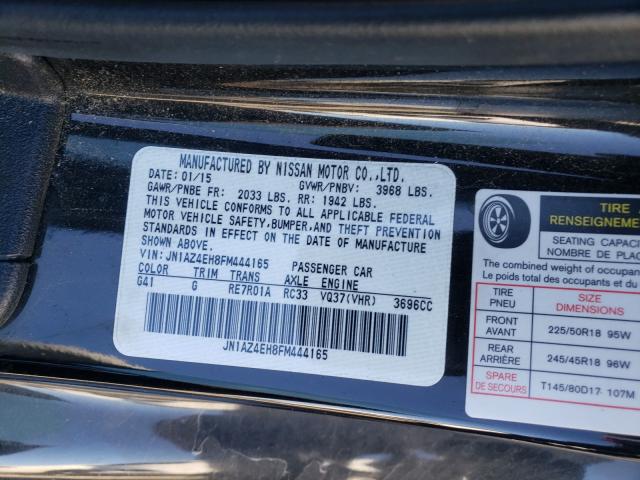 MANUFACTURED BY NISSAN MOTOR CO.,LTD.
DATE: 01/15 GVWR/PNBV: 3968 LBS.
GAWR/PNBE FR: 2033 LBS. RR: 1942 LBS.
THIS VEHICLE CONFORMS TO ALL APPLICABLE FEDERAL
MOTOR VEHICLE SAFETY,BUMPER,AND THEFT PREVENTION
STANDARDS IN EFFECT ON THE DATE OF MANUFACTURE
SHOWN ABOVE.
VIN: JN1AZ4EH8FM444165 PASSENGER CAR
COLOR TRIM TRANS AXLE ENGINE
G41 G RE7R01A RC33 VQ37(VHR) 3696CC
JN1AZ4EH8FM444165
TIRE
RENSEIGNEME
SEATING CAPACI
NOMBRE DE PLAC
The combined weight of occupa
Le poids total des occupants et
TIRE
PNEU
SIZE
DIMENSIONS
FRONT
AVANT
225/50R18 95W
REAR
ARRIÈRE
245/45R18 96W
SPARE
DE SECOURS
T145/80D17 107M